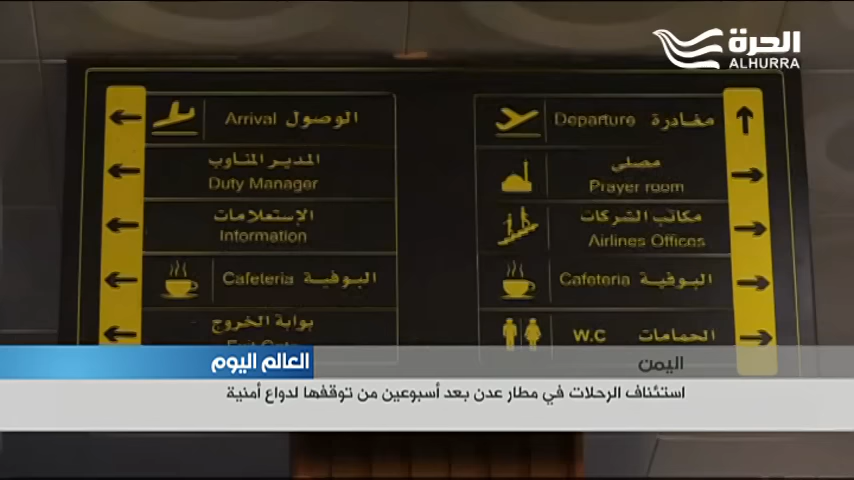 الحرة
ALHURRA
Arrival الوصول
المدير المناوب
Duty Manager
الإستعلامات
Information
Cafeteria البوفية
بوابة الخروج
Departure مغادرة
مصلى
Prayer room
مكاتب الشركات
Airlines Offices
Cafeteria البوفية
W.C الحمامات
العالم اليوم
اليمن
استئناف الرحلات في مطار عدن بعد أسبوعين من توقفها لدواع أمنية